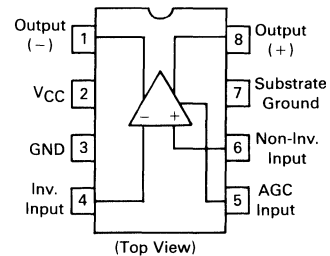 Output
(−)
1
8
Output
(+)
VCC
2
7
Substrate
Ground
− +
GND
3
6
Non-Inv.
Input
Inv.
Input
4
5
AGC
Input
(Top View)